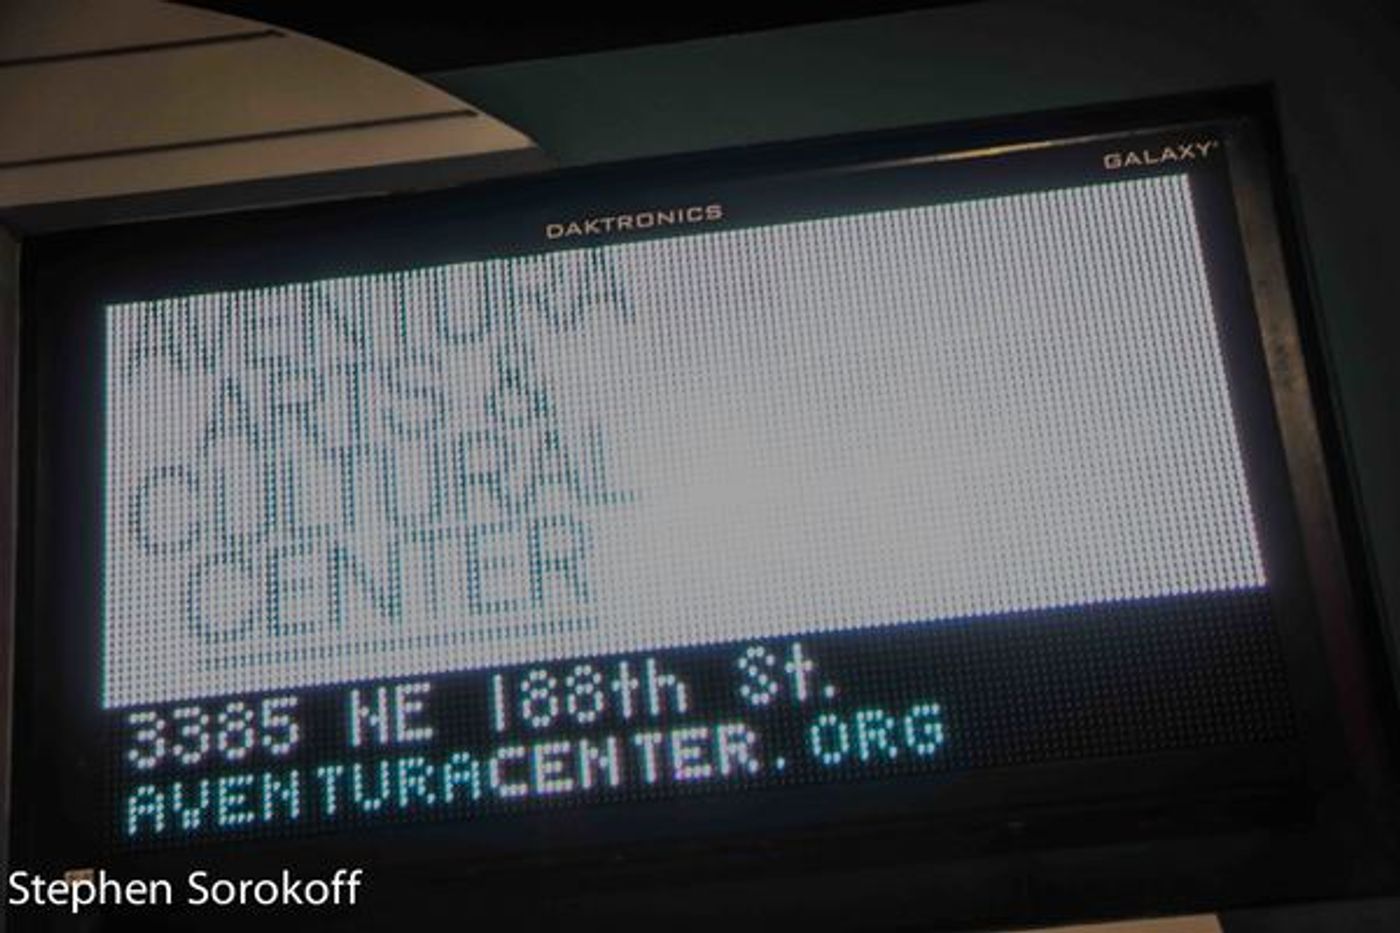 GALAXY
DAKTRONICS
AVENTURA
ARTS &
CULTURAL
CENTER
3385 NE 188th St.
AVENTURACENTER.ORG
Stephen Sorokoff